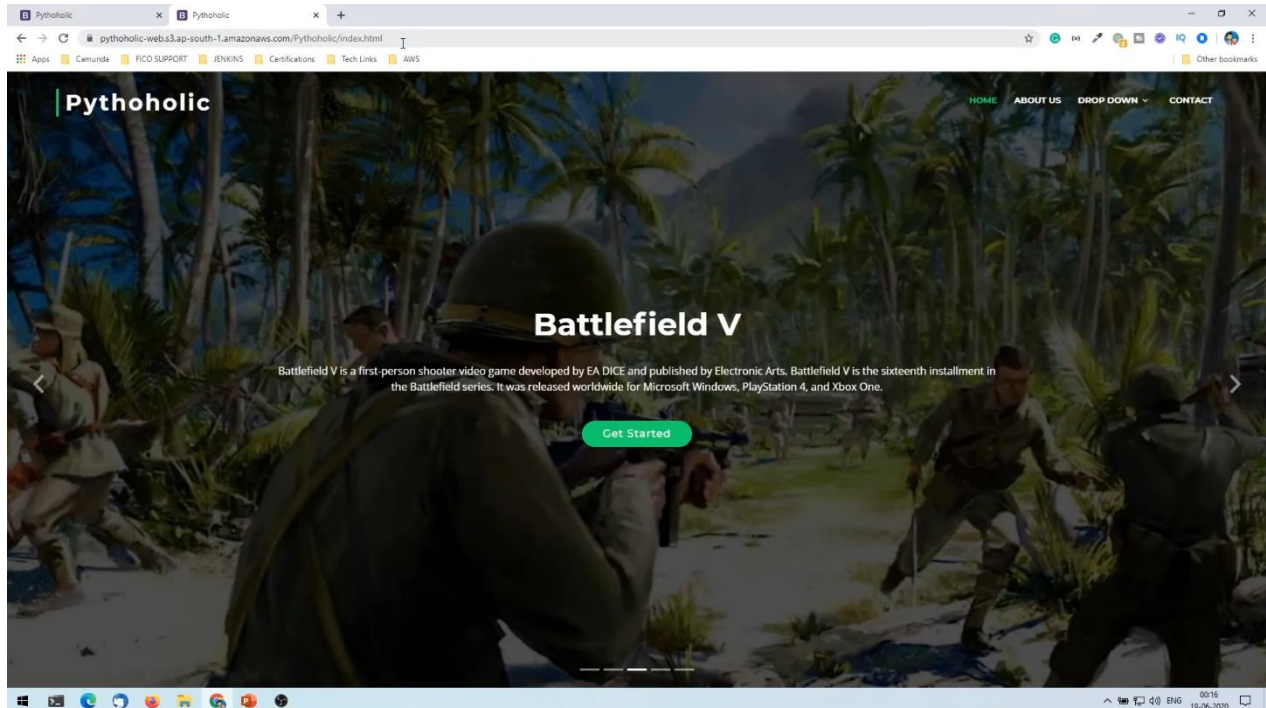 Pythoholic
Pythoholic
pythoholic-web.s3.ap-south-1.amazonaws.com/Pythoholic/index.html
Apps Camunda FICO SUPPORT JENKINS Certifications Tech Links AWS Other bookmarks
Pythoholic
HOME ABOUT US DROP DOWN CONTACT
Battlefield V
Battlefield V is a first-person shooter video game developed by EA DICE and published by Electronic Arts. Battlefield V is the sixteenth installment in
the Battlefield series. It was released worldwide for Microsoft Windows, PlayStation 4, and Xbox One.
Get Started
ENG
00:16
19-06-2020